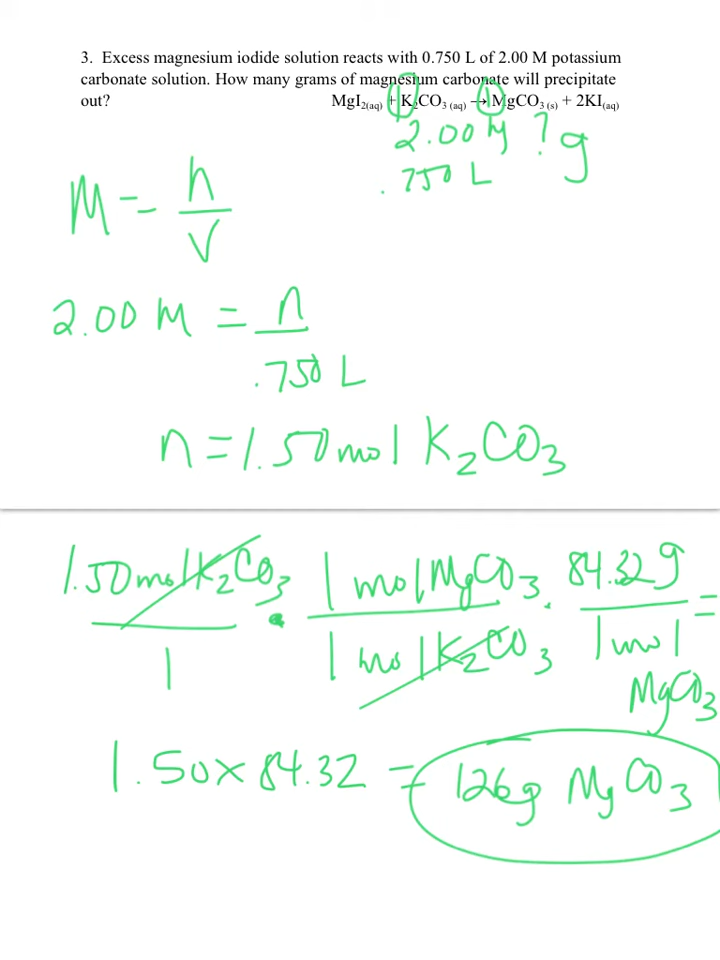 3. Excess magnesium iodide solution reacts with 0.750 L of 2.00 M potassium
carbonate solution. How many grams of magnesium carbonate will precipitate
out? MgI2(aq) + K2CO3 (aq) → MgCO3 (s) + 2KI(aq)
1 1
2.00 M ? g
.750 L
M = n
V
2.00 M = n
.750 L
n = 1.50 mol K2CO3
1.50 mol K2CO3 · 1 mol MgCO3 · 84.32 g =
1 1 mol K2CO3 1 mol
MgCO3
1.50 × 84.32 = 126g MgCO3